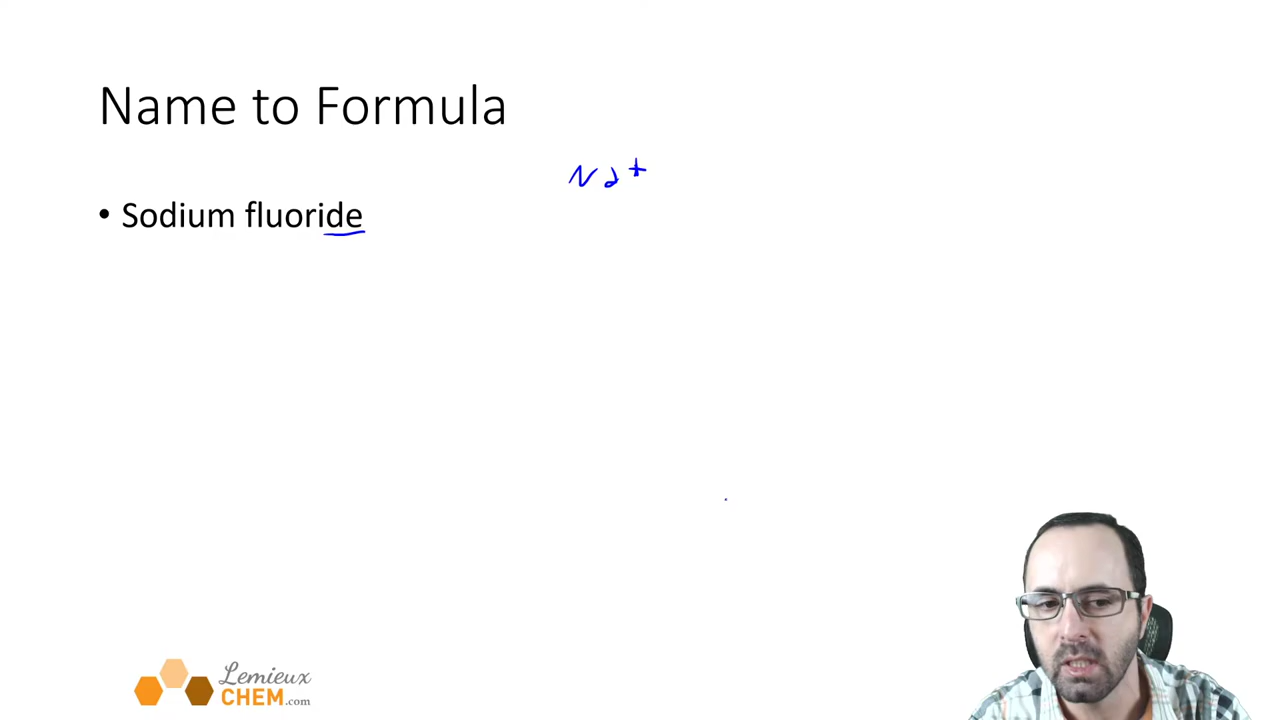 Name to Formula
Na+
• Sodium fluoride
Lemieux
CHEM.com